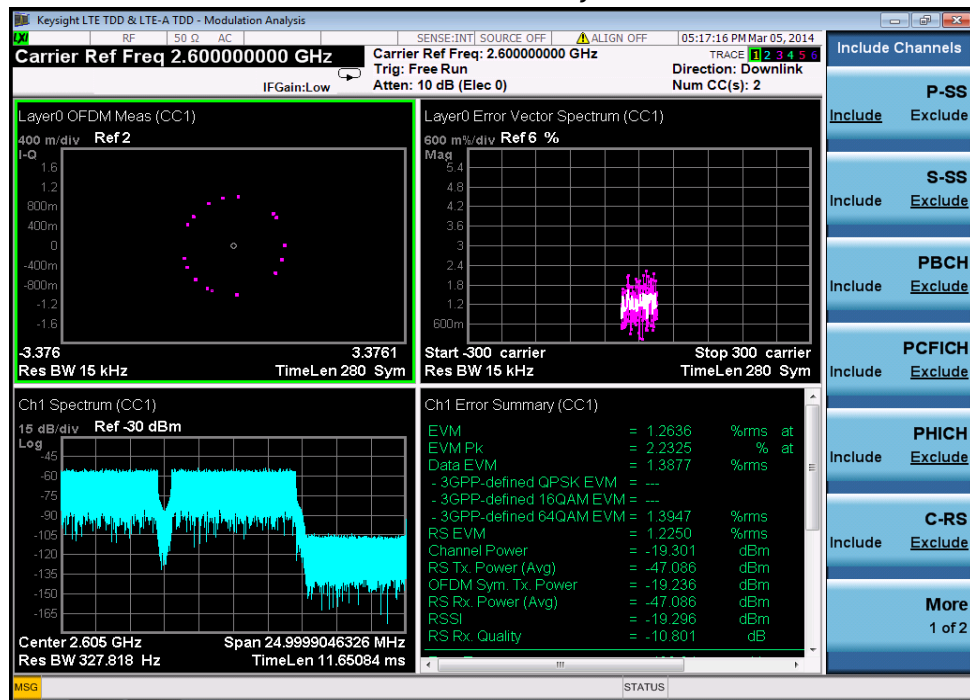 Keysight LTE TDD & LTE-A TDD - Modulation Analysis
LXI RF 50 Ω AC SENSE:INT SOURCE OFF ALIGN OFF 05:17:16 PM Mar 05, 2014
Carrier Ref Freq 2.600000000 GHz
IFGain:Low
Carrier Ref Freq: 2.600000000 GHz
Trig: Free Run
Atten: 10 dB (Elec 0)
TRACE 1 2 3 4 5 6
Direction: Downlink
Num CC(s): 2
Layer0 OFDM Meas (CC1)
400 m/div Ref 2
I-Q
1.6
1.2
800m
400m
0
-400m
-800m
-1.2
-1.6
-3.376 3.3761
Res BW 15 kHz TimeLen 280 Sym
Layer0 Error Vector Spectrum (CC1)
600 m%/div Ref 6 %
Mag
5.4
4.8
4.2
3.6
3
2.4
1.8
1.2
600m
Start -300 carrier Stop 300 carrier
Res BW 15 kHz TimeLen 280 Sym
Ch1 Spectrum (CC1)
15 dB/div Ref -30 dBm
Log
-45
-60
-75
-90
-105
-120
-135
-150
-165
Center 2.605 GHz Span 24.9999046326 MHz
Res BW 327.818 Hz TimeLen 11.65084 ms
Ch1 Error Summary (CC1)
EVM = 1.2636 %rms at
EVM Pk = 2.2325 % at
Data EVM = 1.3877 %rms
- 3GPP-defined QPSK EVM = ---
- 3GPP-defined 16QAM EVM = ---
- 3GPP-defined 64QAM EVM = 1.3947 %rms
RS EVM = 1.2250 %rms
Channel Power = -19.301 dBm
RS Tx. Power (Avg) = -47.086 dBm
OFDM Sym. Tx. Power = -19.236 dBm
RS Rx. Power (Avg) = -47.086 dBm
RSSI = -19.296 dBm
RS Rx. Quality = -10.801 dB
Include Channels
P-SS
Include Exclude
S-SS
Include Exclude
PBCH
Include Exclude
PCFICH
Include Exclude
PHICH
Include Exclude
C-RS
Include Exclude
More
1 of 2
MSG STATUS